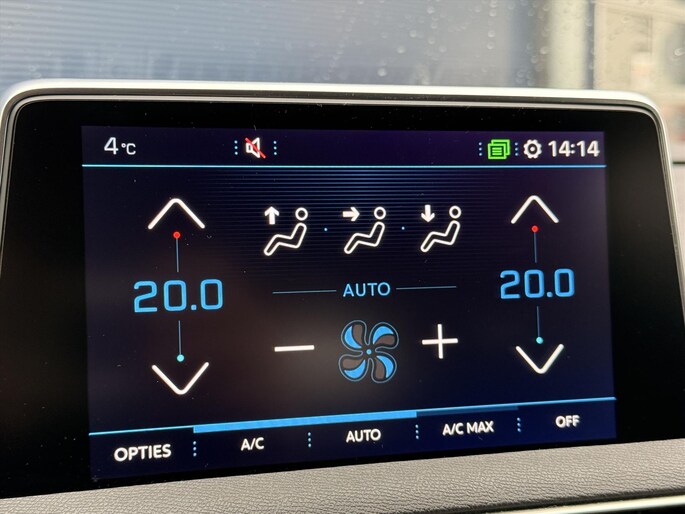 4°C 14:14
20.0 20.0
AUTO
− +
OPTIES A/C AUTO A/C MAX OFF